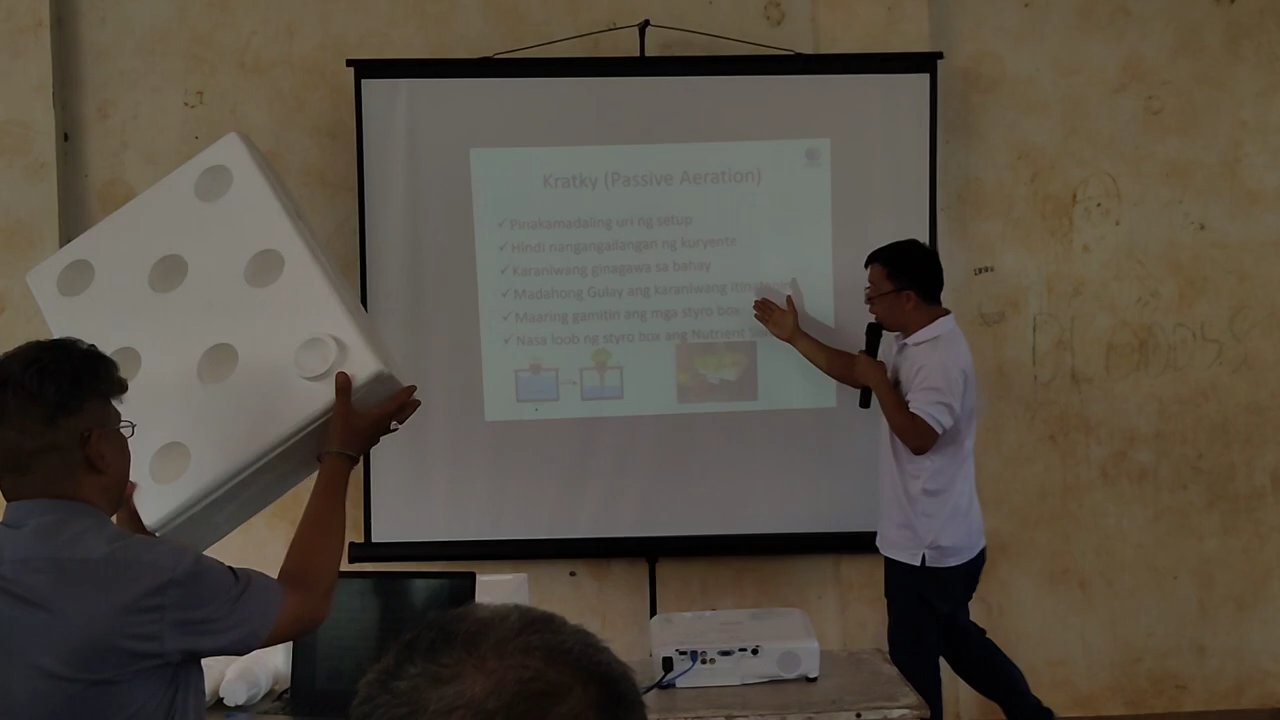 Kratky (Passive Aeration)
✓Pinakamadaling uri ng setup
✓Hindi nangangailangan ng kuryente
✓Karaniwang ginagawa sa bahay
✓Madahong Gulay ang karaniwang
✓Maaring gamitin ang mga styro box
✓Nasa loob ng styro box ang Nutrient